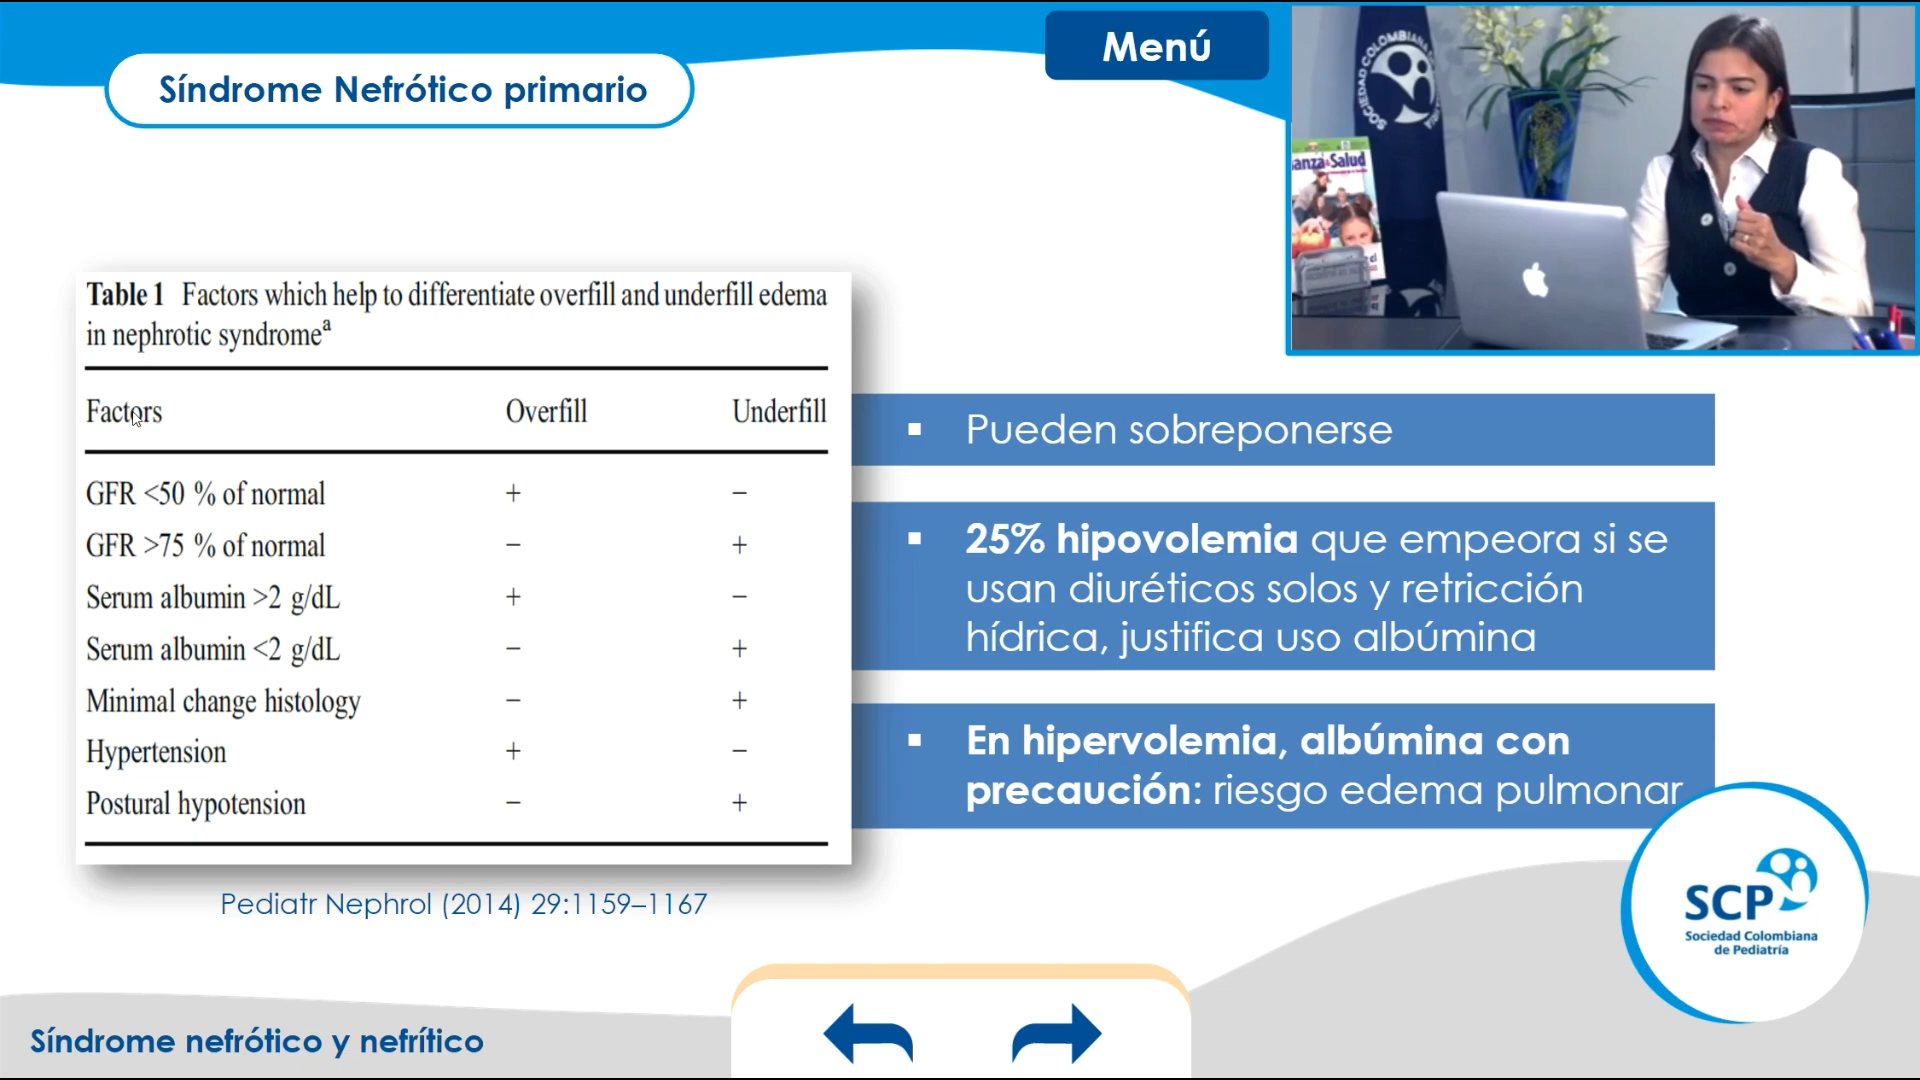 Menú
Síndrome Nefrótico primario
SOCIEDAD COLOMBIANA
anza&Salud
Table 1 Factors which help to differentiate overfill and underfill edema
in nephrotic syndromeª
Factors Overfill Underfill
GFR <50 % of normal + −
GFR >75 % of normal − +
Serum albumin >2 g/dL + −
Serum albumin <2 g/dL − +
Minimal change histology − +
Hypertension + −
Postural hypotension − +
Pediatr Nephrol (2014) 29:1159–1167
▪ Pueden sobreponerse
▪ 25% hipovolemia que empeora si se
usan diuréticos solos y retricción
hídrica, justifica uso albúmina
▪ En hipervolemia, albúmina con
precaución: riesgo edema pulmonar
SCP
Sociedad Colombiana
de Pediatría
Síndrome nefrótico y nefrítico